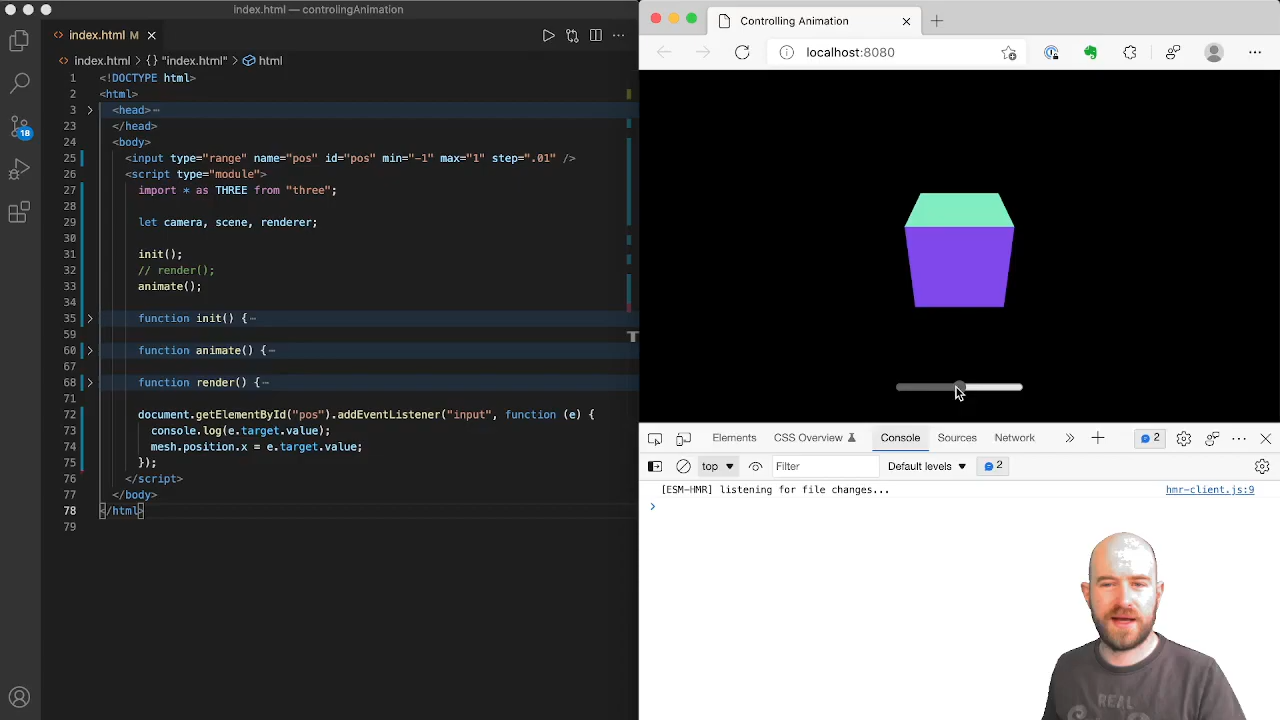 index.html — controlingAnimation
index.html M
index.html > {} "index.html" > html
1 <!DOCTYPE html>
2 <html>
3 <head>…
23 </head>
24 <body>
25 <input type="range" name="pos" id="pos" min="-1" max="1" step=".01" />
26 <script type="module">
27 import * as THREE from "three";
28
29 let camera, scene, renderer;
30
31 init();
32 // render();
33 animate();
34
35 function init() {…
59
60 function animate() {…
67
68 function render() {…
71
72 document.getElementById("pos").addEventListener("input", function (e) {
73 console.log(e.target.value);
74 mesh.position.x = e.target.value;
75 });
76 </script>
77 </body>
78 </html>
79
18
Controlling Animation
localhost:8080
Elements CSS Overview Console Sources Network 2
top Filter Default levels 2
[ESM-HMR] listening for file changes... hmr-client.js:9
REAL